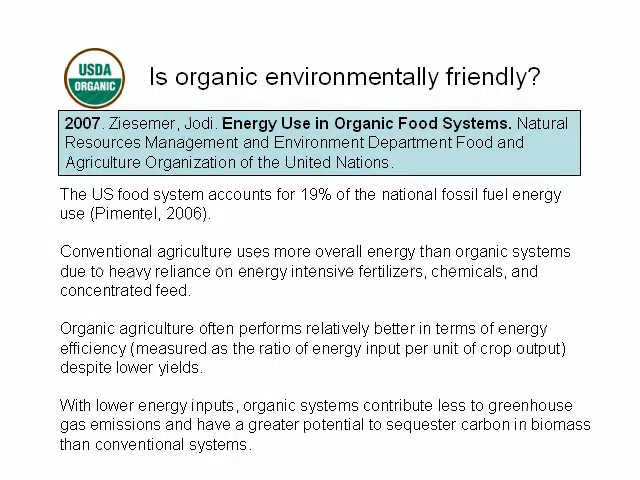 USDA
ORGANIC
Is organic environmentally friendly?
2007. Ziesemer, Jodi. Energy Use in Organic Food Systems. Natural
Resources Management and Environment Department Food and
Agriculture Organization of the United Nations.
The US food system accounts for 19% of the national fossil fuel energy
use (Pimentel, 2006).
Conventional agriculture uses more overall energy than organic systems
due to heavy reliance on energy intensive fertilizers, chemicals, and
concentrated feed.
Organic agriculture often performs relatively better in terms of energy
efficiency (measured as the ratio of energy input per unit of crop output)
despite lower yields.
With lower energy inputs, organic systems contribute less to greenhouse
gas emissions and have a greater potential to sequester carbon in biomass
than conventional systems.